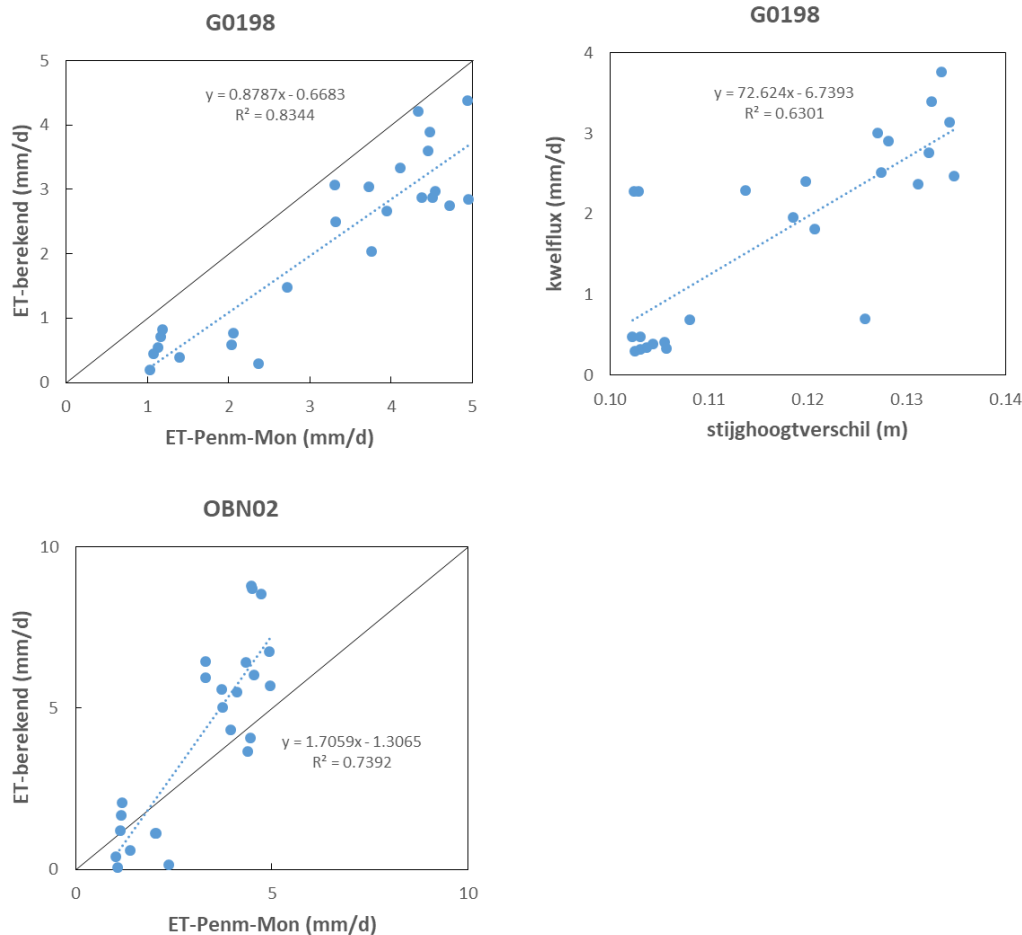 G0198
5
4
3
2
1
0
ET-berekend (mm/d)
y = 0.8787x - 0.6683
R² = 0.8344
0 1 2 3 4 5
ET-Penm-Mon (mm/d)
G0198
4
3
2
1
0
kwelflux (mm/d)
y = 72.624x - 6.7393
R² = 0.6301
0.10 0.11 0.12 0.13 0.14
stijghoogtverschil (m)
OBN02
10
5
0
ET-berekend (mm/d)
y = 1.7059x - 1.3065
R² = 0.7392
0 5 10
ET-Penm-Mon (mm/d)